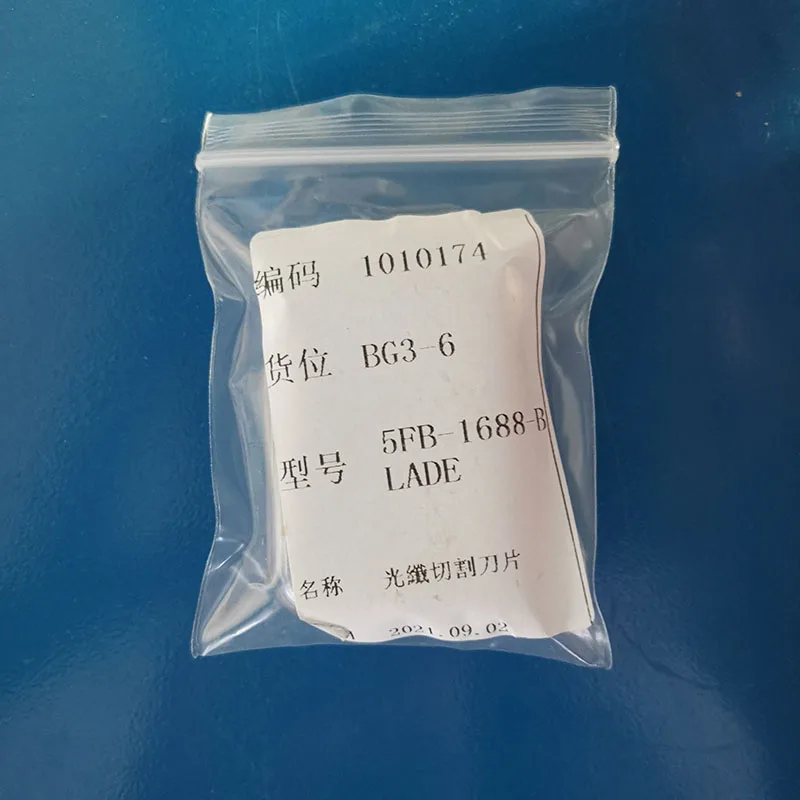 编码 1010174
货位 BG3-6
型号 5FB-1688-B
LADE
名称 光纖切割刀片
2021.09.02